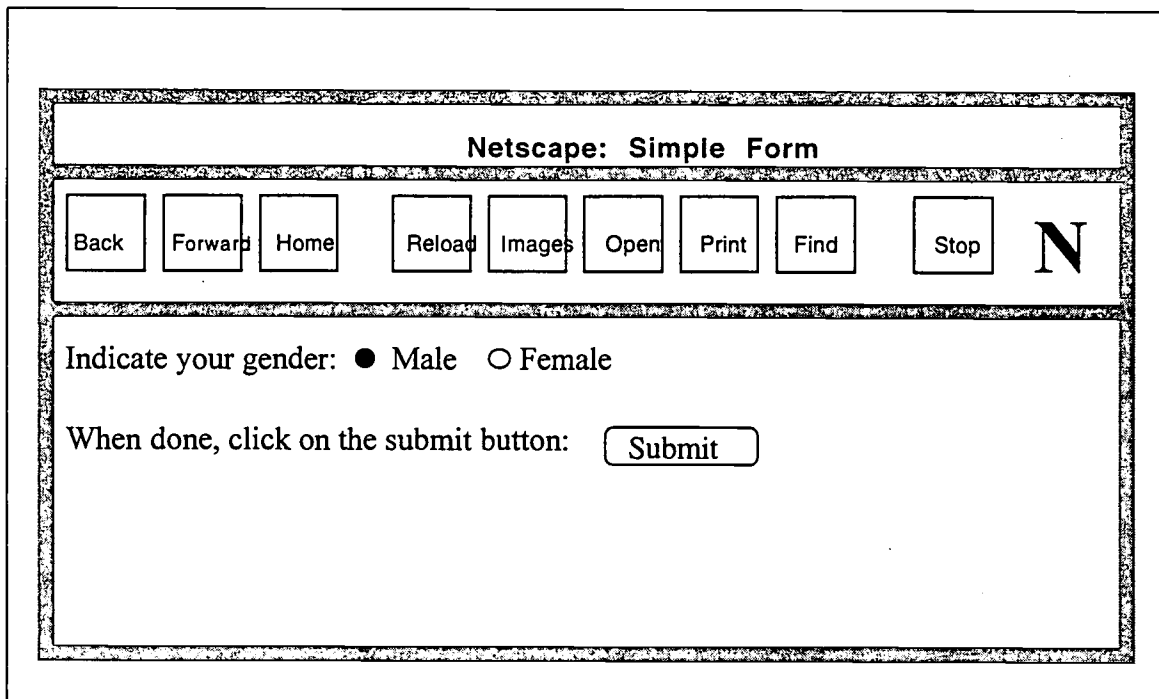 Netscape: Simple Form
Back Forward Home Reload Images Open Print Find Stop N
Indicate your gender: Male Female
When done, click on the submit button: Submit